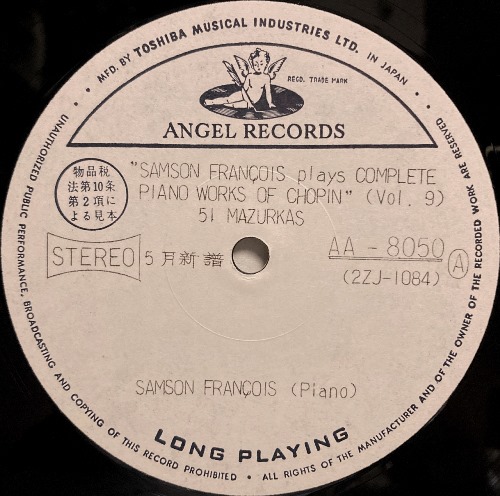 MFD. BY TOSHIBA MUSICAL INDUSTRIES LTD. IN JAPAN
REGD. TRADE MARK
ANGEL RECORDS
物品税
法第10条
第2項に
よる見本
"SAMSON FRANÇOIS plays COMPLETE
PIANO WORKS OF CHOPIN" (Vol. 9)
51 MAZURKAS
STEREO
5月新譜
AA-8050
(2ZJ-1084)
A
SAMSON FRANÇOIS (Piano)
LONG PLAYING
UNAUTHORIZED PUBLIC PERFORMANCE, BROADCASTING AND COPYING OF THIS RECORD PROHIBITED • ALL RIGHTS OF THE MANUFACTURER AND OF THE OWNER OF THE RECORDED WORK ARE RESERVED